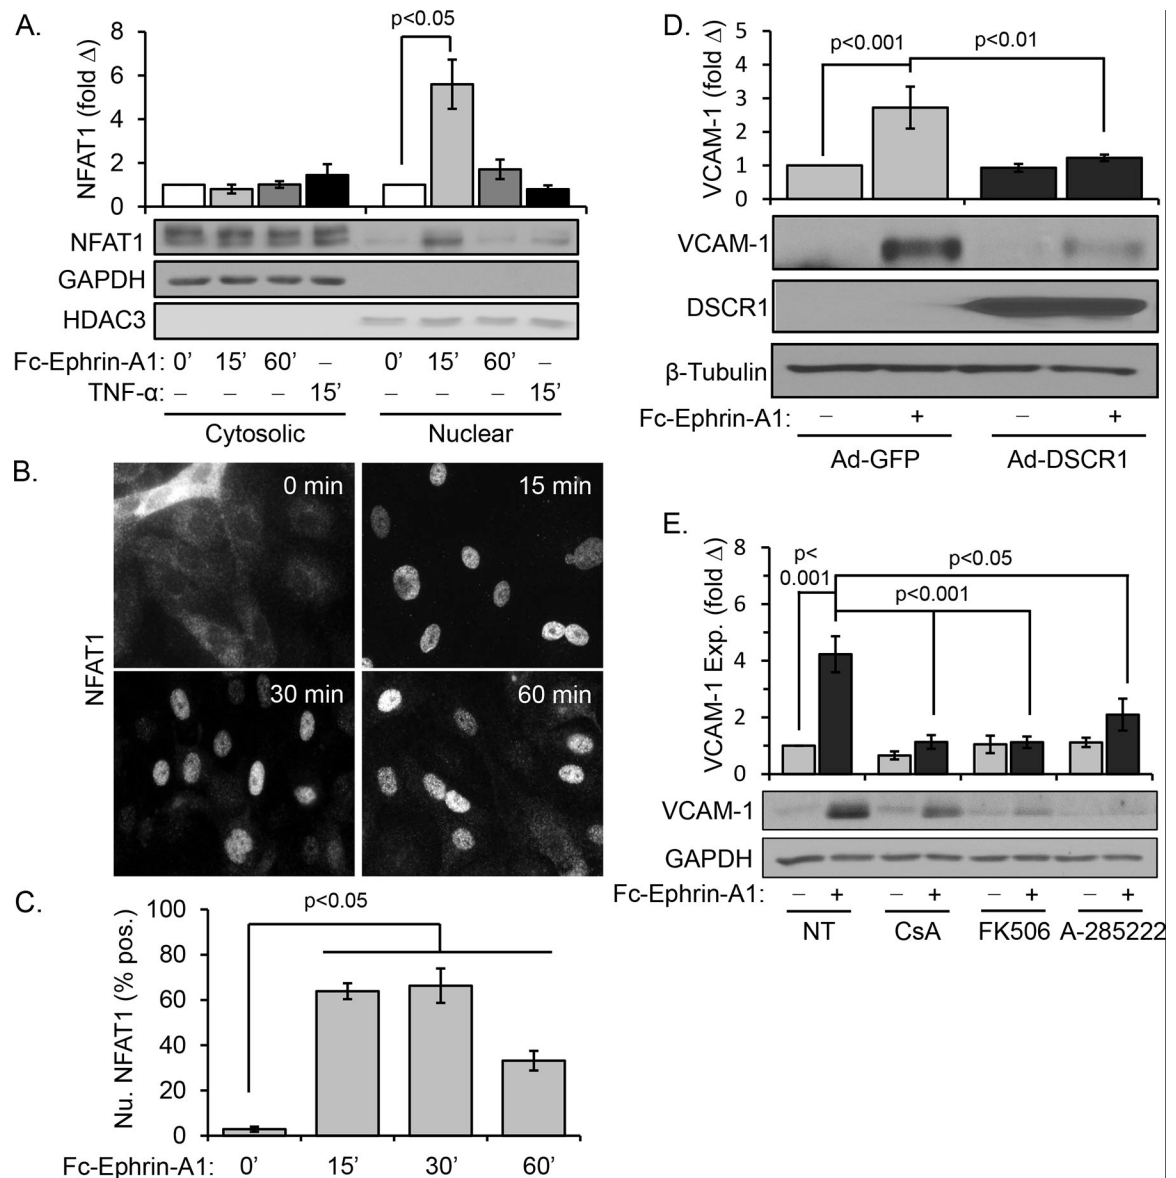 A.
NFAT1 (fold Δ)
8
6
4
2
0
p<0.05
NFAT1
GAPDH
HDAC3
Fc-Ephrin-A1: 0’ 15’ 60’ – 0’ 15’ 60’ –
TNF-α: – – – 15’ – – – 15’
Cytosolic Nuclear
B.
NFAT1
0 min 15 min
30 min 60 min
C.
Nu. NFAT1 (% pos.)
100
80
60
40
20
0
p<0.05
Fc-Ephrin-A1: 0’ 15’ 30’ 60’
D.
VCAM-1 (fold Δ)
5
4
3
2
1
0
p<0.001 p<0.01
VCAM-1
DSCR1
β-Tubulin
Fc-Ephrin-A1: – + – +
Ad-GFP Ad-DSCR1
E.
VCAM-1 Exp. (fold Δ)
8
6
4
2
0
p<
0.001
p<0.05
p<0.001
VCAM-1
GAPDH
Fc-Ephrin-A1: – + – + – + – +
NT CsA FK506 A-285222